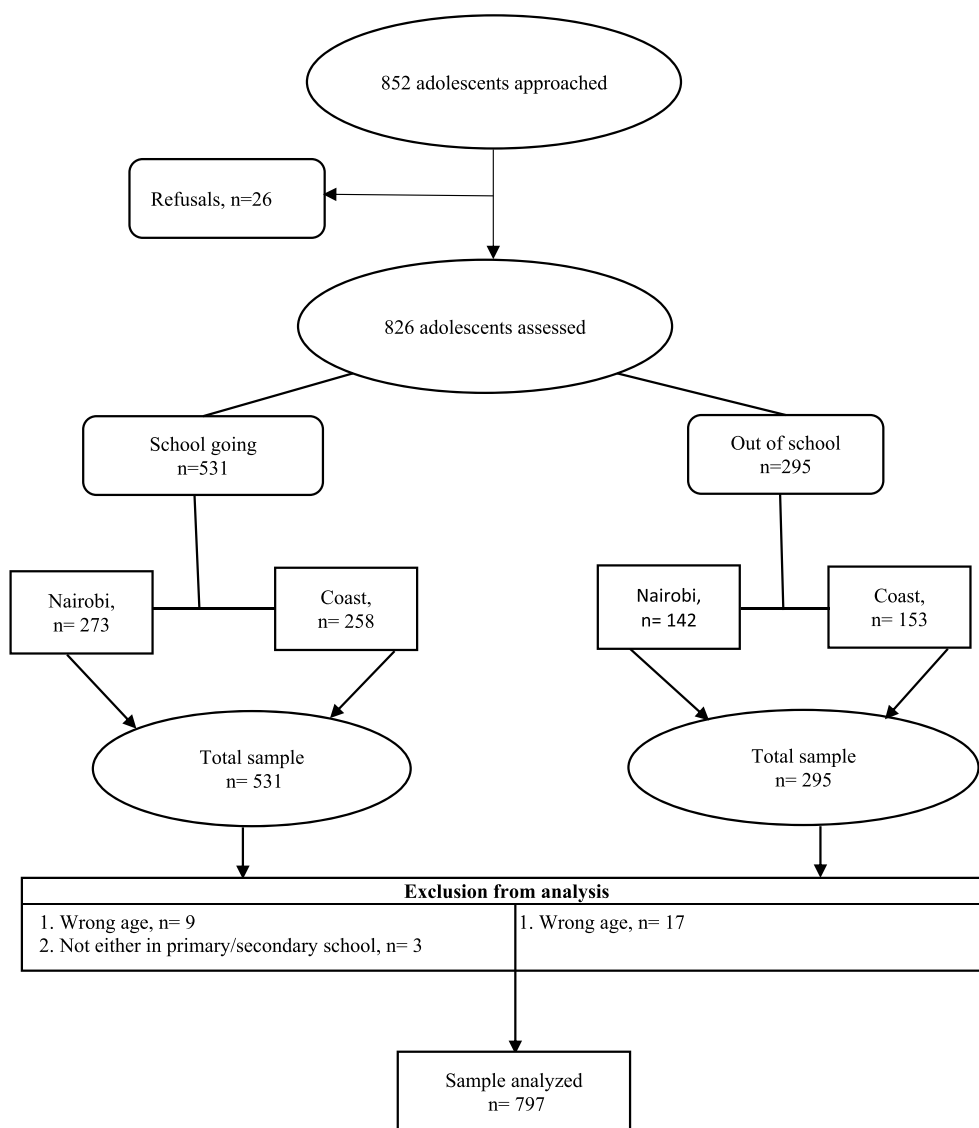 852 adolescents approached
Refusals, n=26
826 adolescents assessed
School going
n=531
Out of school
n=295
Nairobi,
n= 273
Coast,
n= 258
Nairobi,
n= 142
Coast,
n= 153
Total sample
n= 531
Total sample
n= 295
Exclusion from analysis
1. Wrong age, n= 9
2. Not either in primary/secondary school, n= 3
1. Wrong age, n= 17
Sample analyzed
n= 797